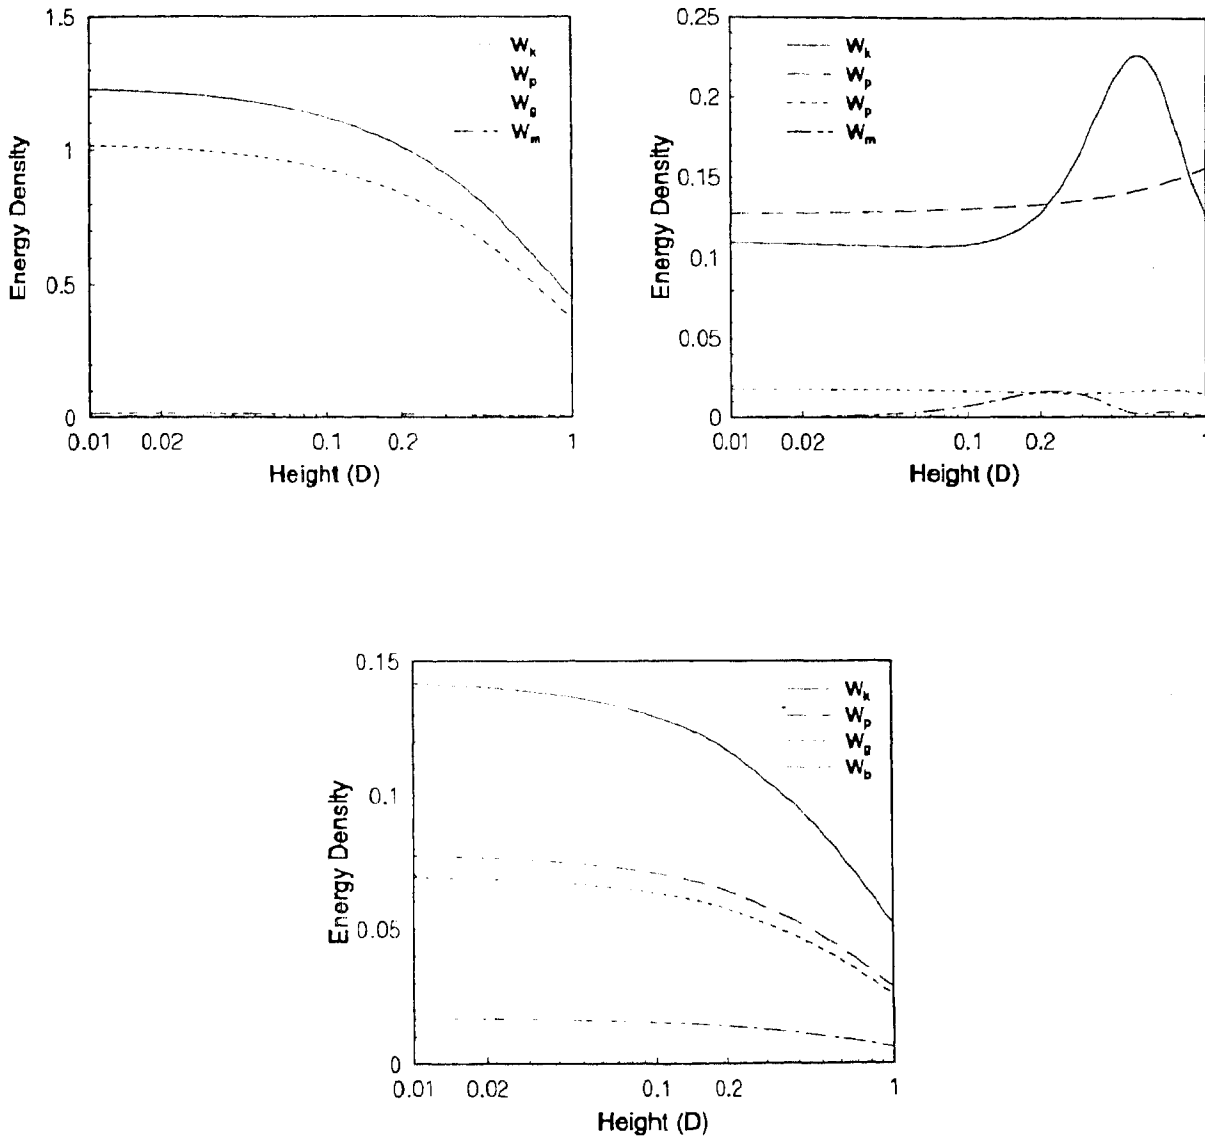 1.5
1
0.5
0
Energy Density
W_k
W_p
W_g
W_m
0.01 0.02 0.1 0.2 1
Height (D)
0.25
0.2
0.15
0.1
0.05
0
Energy Density
W_k
W_p
W_p
W_m
0.01 0.02 0.1 0.2 1
Height (D)
0.15
0.1
0.05
0
Energy Density
W_k
W_p
W_g
W_b
0.01 0.02 0.1 0.2 1
Height (D)